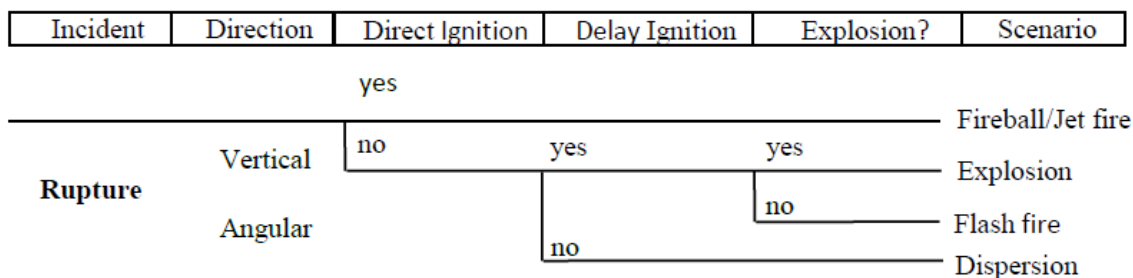 Incident Direction Direct Ignition Delay Ignition Explosion? Scenario
yes
Fireball/Jet fire
Vertical no yes yes
Explosion
Rupture
no
Angular Flash fire
no
Dispersion